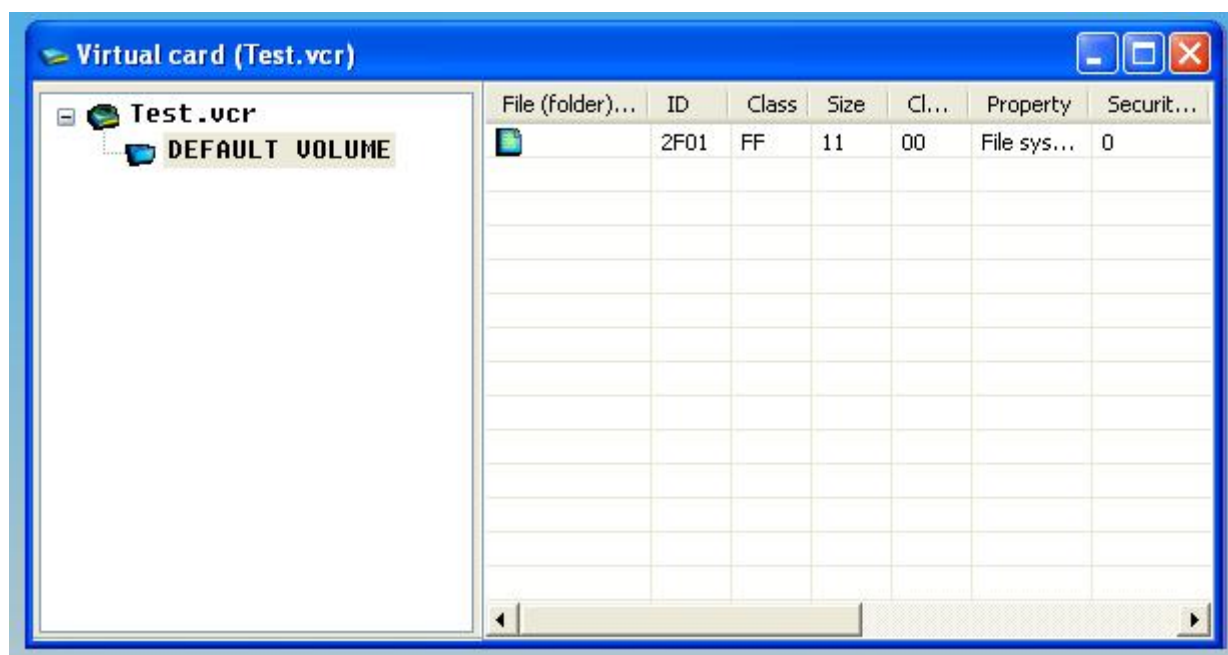 Virtual card (Test.vcr)
Test.vcr
DEFAULT VOLUME
File (folder)... ID Class Size Cl... Property Securit...
2F01 FF 11 00 File sys... 0